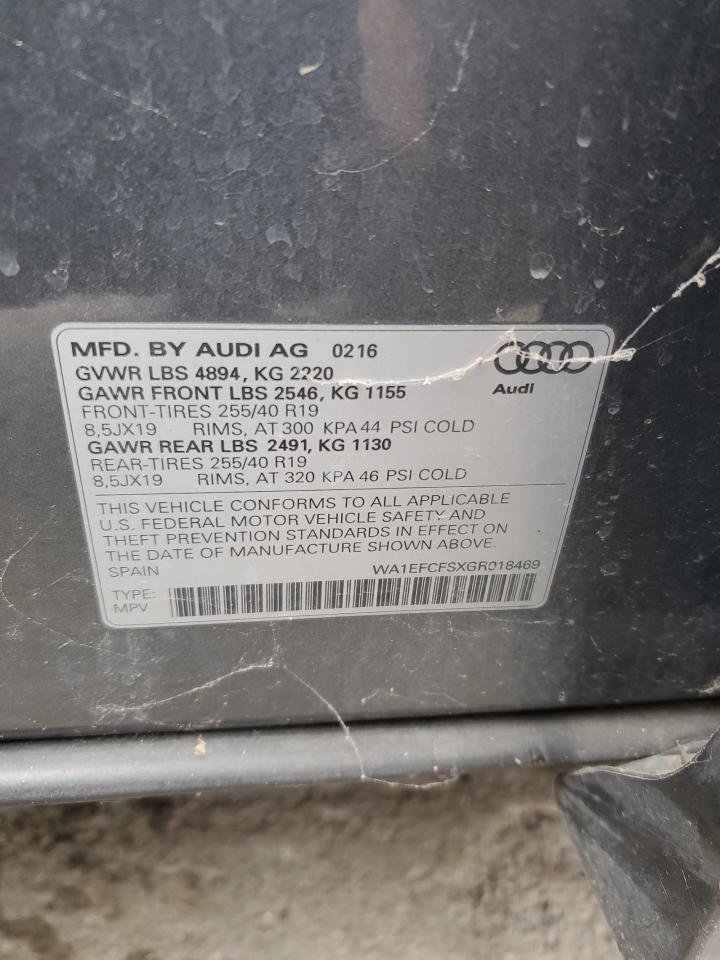 MFD. BY AUDI AG 0216
GVWR LBS 4894, KG 2220
GAWR FRONT LBS 2546, KG 1155
FRONT-TIRES 255/40 R19
8,5JX19 RIMS, AT 300 KPA 44 PSI COLD
GAWR REAR LBS 2491, KG 1130
REAR-TIRES 255/40 R19
8,5JX19 RIMS, AT 320 KPA 46 PSI COLD
Audi
THIS VEHICLE CONFORMS TO ALL APPLICABLE
U.S. FEDERAL MOTOR VEHICLE SAFETY AND
THEFT PREVENTION STANDARDS IN EFFECT ON
THE DATE OF MANUFACTURE SHOWN ABOVE.
SPAIN WA1EFCFSXGR018469
TYPE:
MPV